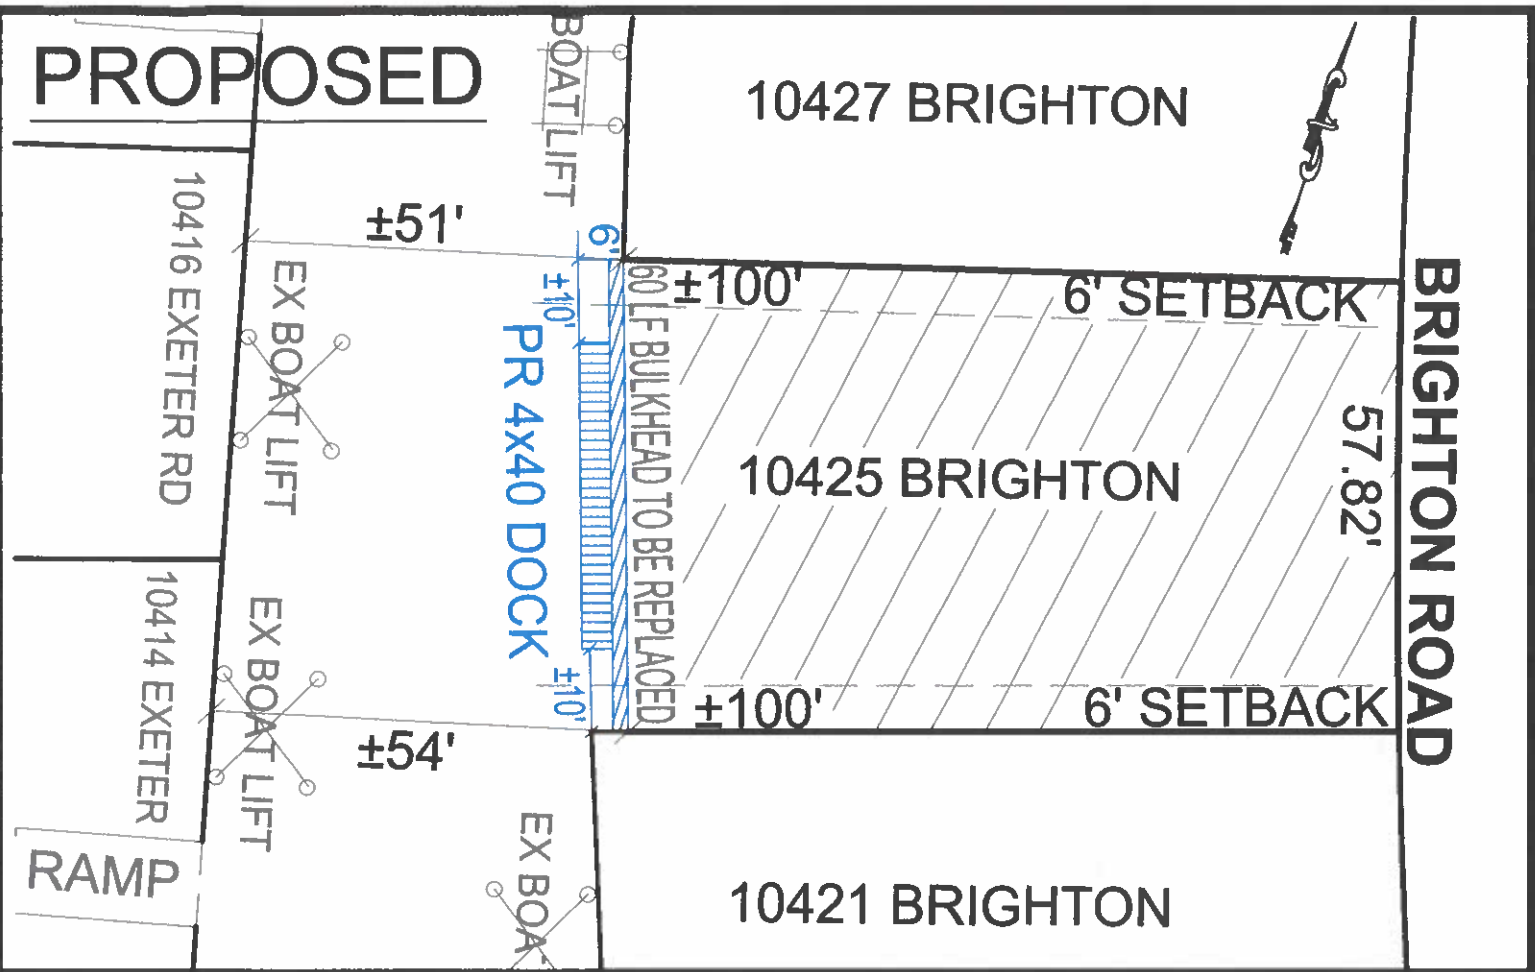 PROPOSED
BOAT LIFT
10427 BRIGHTON
10416 EXETER RD
±51'
6'
±10'
±100'
6' SETBACK
BRIGHTON ROAD
EX BOAT LIFT
PR 4x40 DOCK
60 LF BULKHEAD TO BE REPLACED
10425 BRIGHTON
57.82'
10414 EXETER
EX BOAT LIFT
±10'
±100'
6' SETBACK
±54'
EX BOA
RAMP
10421 BRIGHTON